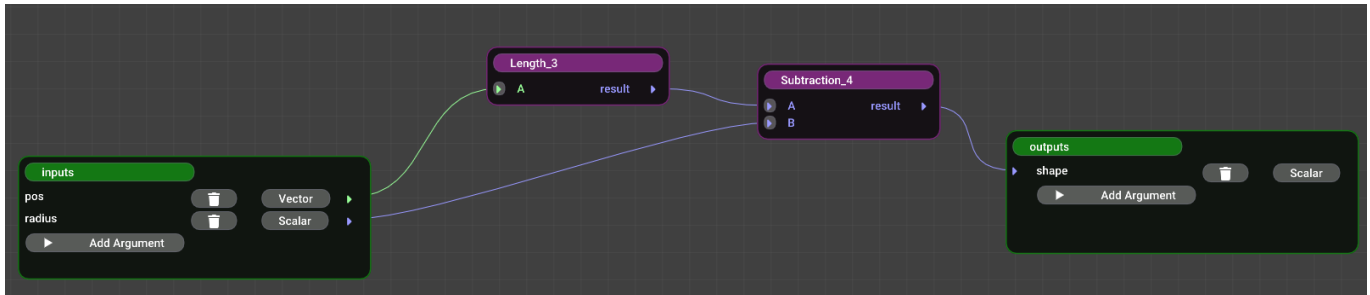 Length_3
A result
Subtraction_4
A result
B
inputs
pos Vector
radius Scalar
Add Argument
outputs
shape Scalar
Add Argument